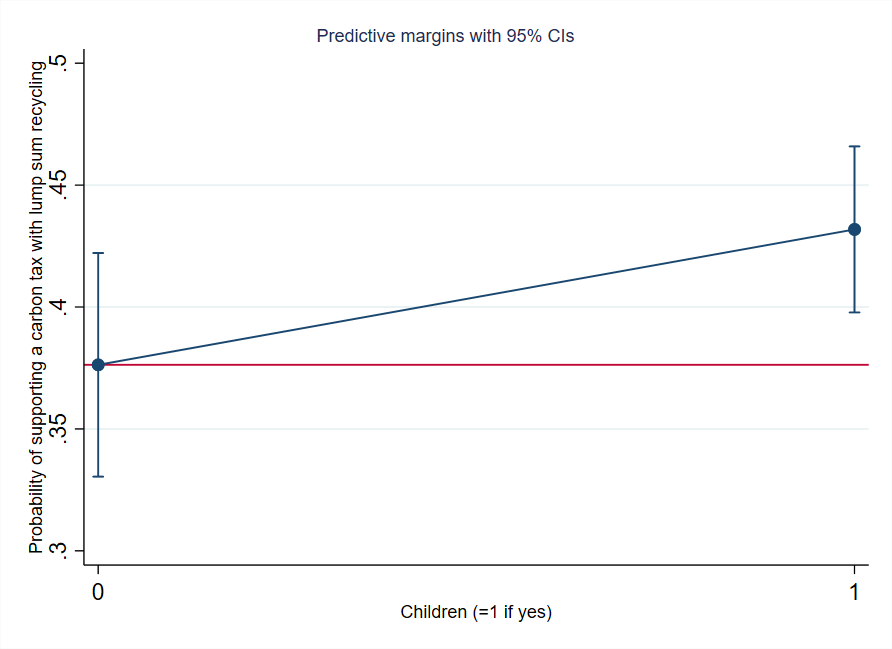 Predictive margins with 95% CIs
Probability of supporting a carbon tax with lump sum recycling
.5
.45
.4
.35
.3
0
1
Children (=1 if yes)